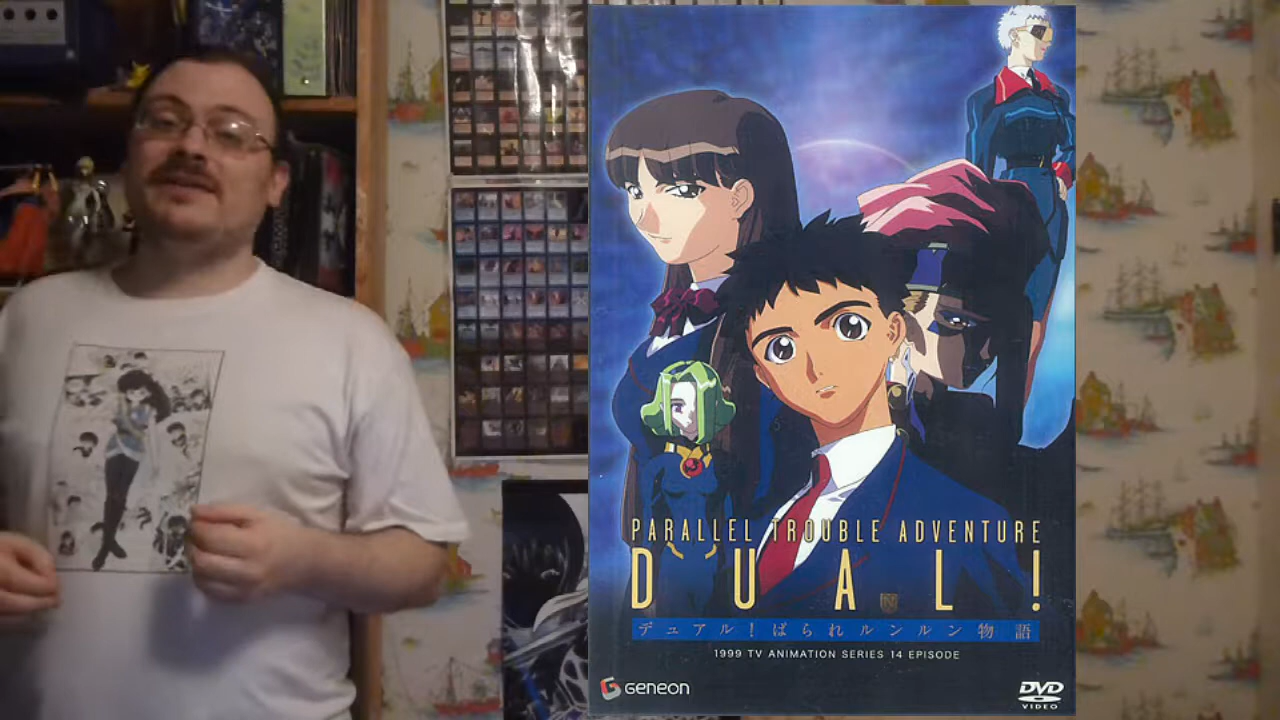 PARALLEL TROUBLE ADVENTURE
DUAL!
デュアル!ぱられルンルン物語
1999 TV ANIMATION SERIES 14 EPISODE
GENEON
DVD
VIDEO